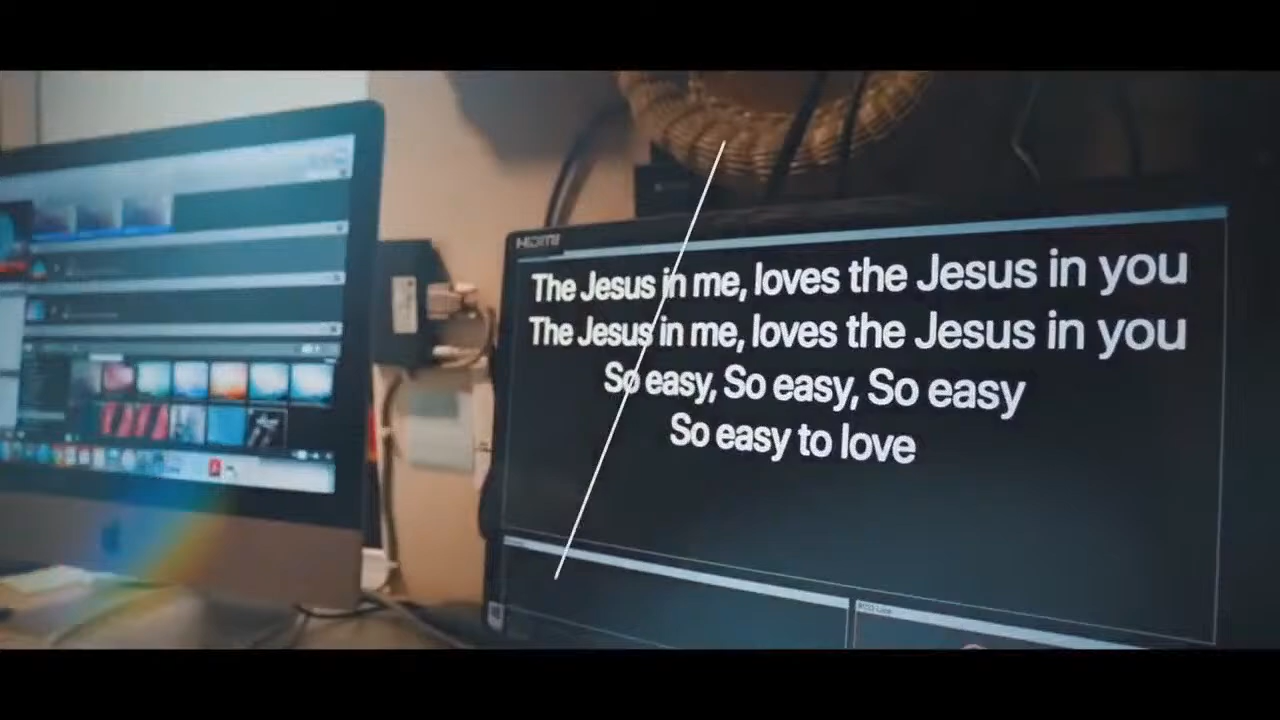 HDMI
The Jesus in me, loves the Jesus in you
The Jesus in me, loves the Jesus in you
So easy, So easy, So easy
So easy to love